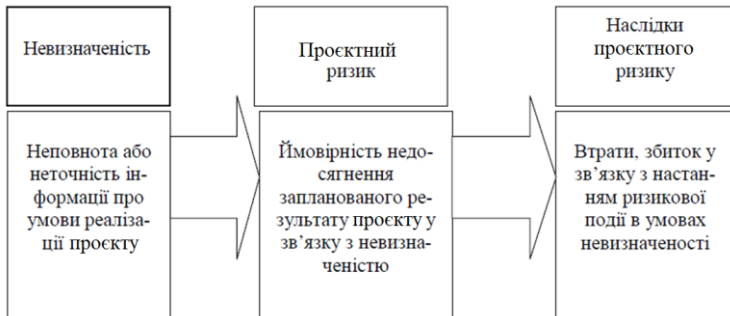 Невизначеність
Проєктний
ризик
Наслідки
проєктного
ризику
Неповнота або
неточність ін-
формації про
умови реаліза-
ції проєкту
Ймовірність недо-
сягнення
запланованого ре-
зультату проєкту у
зв’язку з невизна-
ченістю
Втрати, збиток у
зв’язку з настан-
ням ризикової
події в умовах
невизначеності